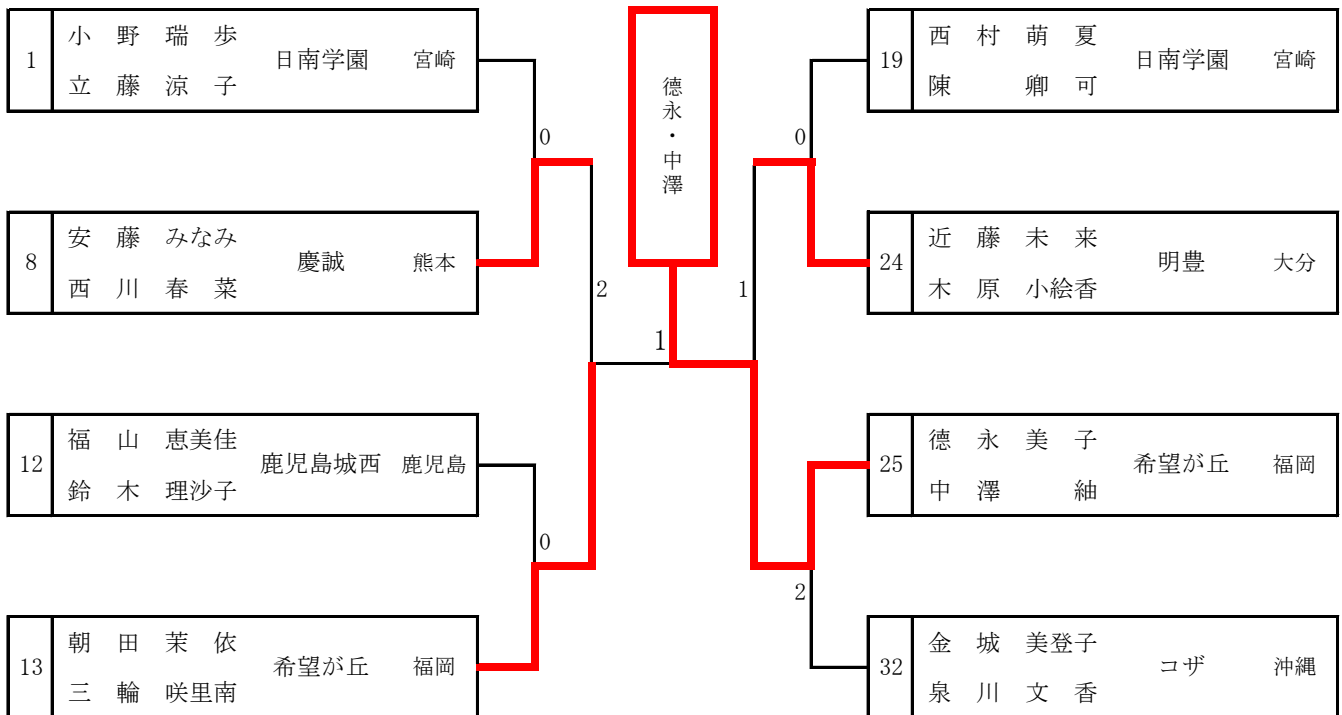 1 小野瑞歩 立藤涼子 日南学園 宮崎
0
8 安藤みなみ 西川春菜 慶誠 熊本
2
12 福山恵美佳 鈴木理沙子 鹿児島城西 鹿児島
0
13 朝田茉依 三輪咲里南 希望が丘 福岡
德永・中澤
1
19 西村萌夏 陳卿可 日南学園 宮崎
0
24 近藤未来 木原小絵香 明豊 大分
1
25 德永美子 中澤紬 希望が丘 福岡
2
32 金城美登子 泉川文香 コザ 沖縄